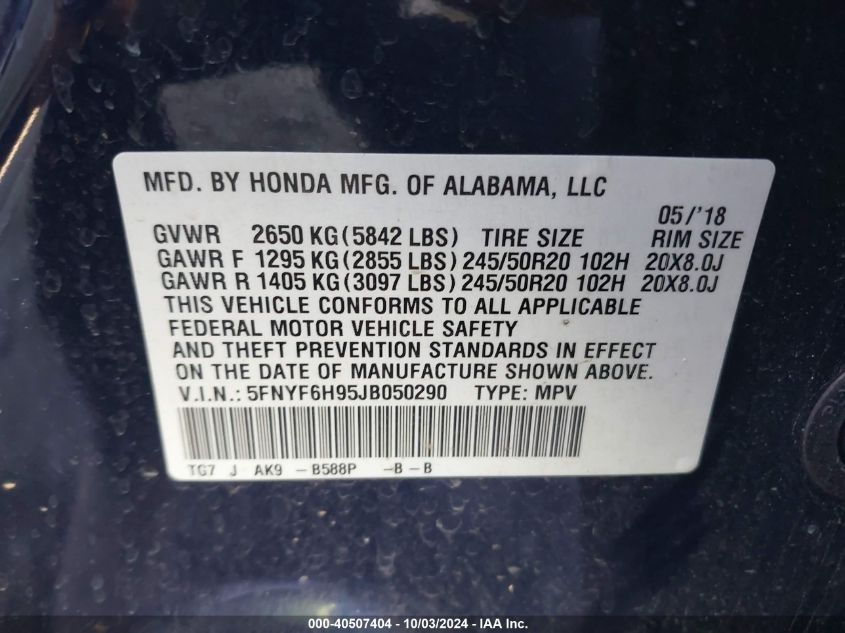 MFD. BY HONDA MFG. OF ALABAMA, LLC
05/'18
GVWR 2650 KG (5842 LBS) TIRE SIZE RIM SIZE
GAWR F 1295 KG (2855 LBS) 245/50R20 102H 20X8.0J
GAWR R 1405 KG (3097 LBS) 245/50R20 102H 20X8.0J
THIS VEHICLE CONFORMS TO ALL APPLICABLE
FEDERAL MOTOR VEHICLE SAFETY
AND THEFT PREVENTION STANDARDS IN EFFECT
ON THE DATE OF MANUFACTURE SHOWN ABOVE.
V.I.N.: 5FNYF6H95JB050290 TYPE: MPV
TG7 J AK9 -B588P -B-B
000-40507404 - 10/03/2024 - IAA Inc.